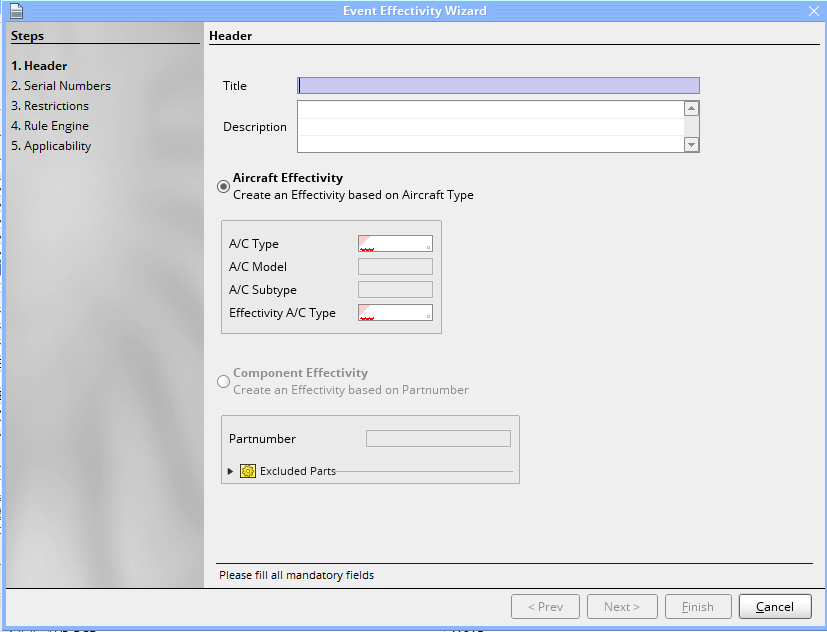 Event Effectivity Wizard
Steps
1. Header
2. Serial Numbers
3. Restrictions
4. Rule Engine
5. Applicability
Header
Title
Description
Aircraft Effectivity
Create an Effectivity based on Aircraft Type
A/C Type
A/C Model
A/C Subtype
Effectivity A/C Type
Component Effectivity
Create an Effectivity based on Partnumber
Partnumber
Excluded Parts
Please fill all mandatory fields
< Prev
Next >
Finish
Cancel